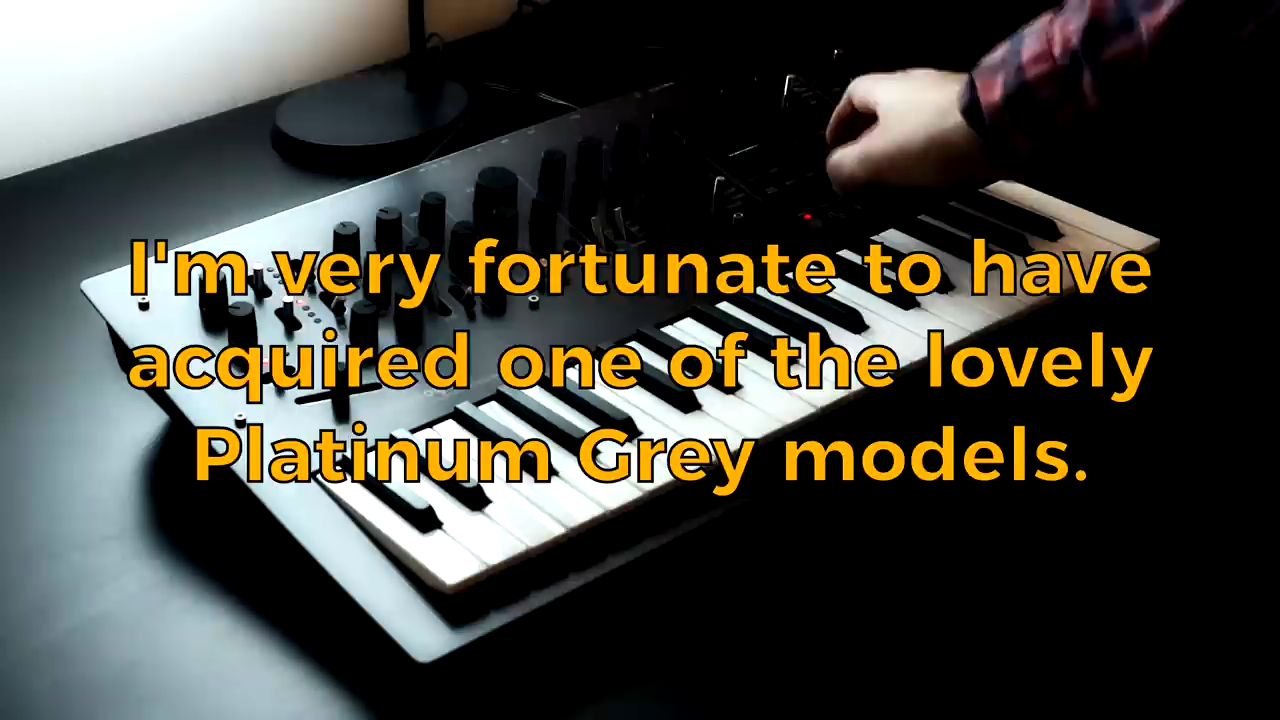 I'm very fortunate to have
acquired one of the lovely
Platinum Grey models.